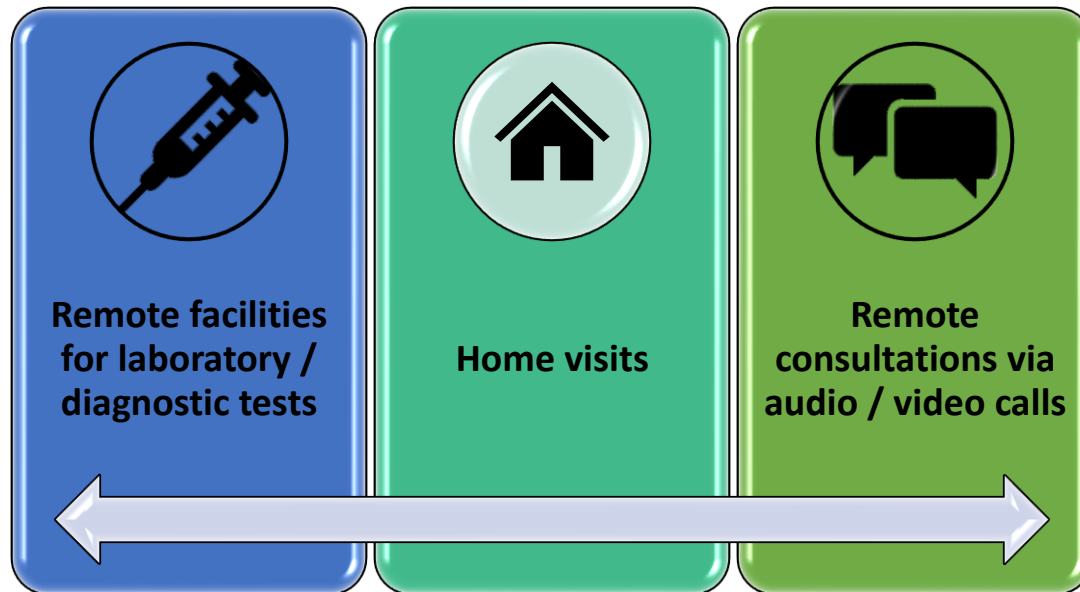 Remote facilities
for laboratory /
diagnostic tests
Home visits
Remote
consultations via
audio / video calls